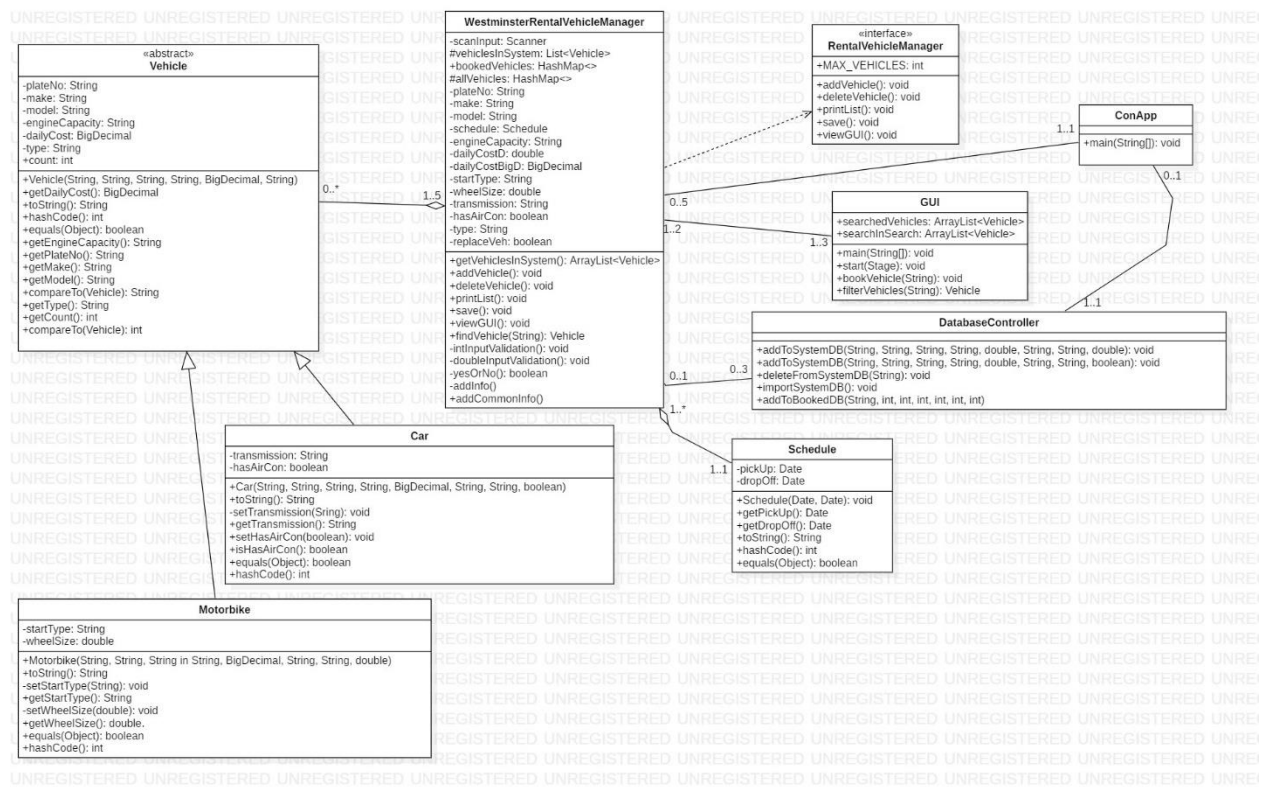 «abstract»
Vehicle
-plateNo: String
-make: String
-model: String
-engineCapacity: String
-dailyCost: BigDecimal
-type: String
+count: int
+Vehicle(String, String, String, String, BigDecimal, String)
+getDailyCost(): BigDecimal
+toString(): String
+hashCode(): int
+equals(Object): boolean
+getEngineCapacity(): String
+getPlateNo(): String
+getMake(): String
+getModel(): String
+compareTo(Vehicle): String
+getType(): String
+getCount(): int
+compareTo(Vehicle): int
0..*
1..5
WestminsterRentalVehicleManager
-scanInput: Scanner
#vehiclesInSystem: List<Vehicle>
+bookedVehicles: HashMap<>
#allVehicles: HashMap<>
-plateNo: String
-make: String
-model: String
-schedule: Schedule
-engineCapacity: String
-dailyCostD: double
-dailyCostBigD: BigDecimal
-startType: String
-wheelSize: double
-transmission: String
-hasAirCon: boolean
-type: String
-replaceVeh: boolean
+getVehiclesInSystem(): ArrayList<Vehicle>
+addVehicle(): void
+deleteVehicle(): void
+printList(): void
+save(): void
+viewGUI(): void
+findVehicle(String): Vehicle
-intInputValidation(): void
-doubleInputValidation(): void
-yesOrNo(): boolean
-addInfo()
+addCommonInfo()
«interface»
RentalVehicleManager
+MAX_VEHICLES: int
+addVehicle(): void
+deleteVehicle(): void
+printList(): void
+save(): void
+viewGUI(): void
ConApp
+main(String[]): void
1..1
0..5
0..1
1..1
GUI
+searchedVehicles: ArrayList<Vehicle>
+searchInSearch: ArrayList<Vehicle>
+main(String[]): void
+start(Stage): void
+bookVehicle(String): void
+filterVehicles(String): Vehicle
1..2
1..3
DatabaseController
+addToSystemDB(String, String, String, String, double, String, String, double): void
+addToSystemDB(String, String, String, String, double, String, String, boolean): void
+deleteFromSystemDB(String): void
+importSystemDB(): void
+addToBookedDB(String, int, int, int, int, int, int)
0..1
0..3
1..*
1..1
Schedule
-pickUp: Date
-dropOff: Date
+Schedule(Date, Date): void
+getPickUp(): Date
+getDropOff(): Date
+toString(): String
+hashCode(): int
+equals(Object): boolean
Car
-transmission: String
-hasAirCon: boolean
+Car(String, String, String, String, BigDecimal, String, String, boolean)
+toString(): String
-setTransmission(Sring): void
+getTransmission(): String
+setHasAirCon(boolean): void
+isHasAirCon(): boolean
+equals(Object): boolean
+hashCode(): int
Motorbike
-startType: String
-wheelSize: double
+Motorbike(String, String, String in String, BigDecimal, String, String, double)
+toString(): String
-setStartType(String): void
+getStartType(): String
-setWheelSize(double): void
+getWheelSize(): double.
+equals(Object): boolean
+hashCode(): int
UNREGISTERED UNREGISTERED UNREGISTERED UNREGISTERED UNREGISTERED UNREGISTERED UNREGISTERED UNREGISTERED